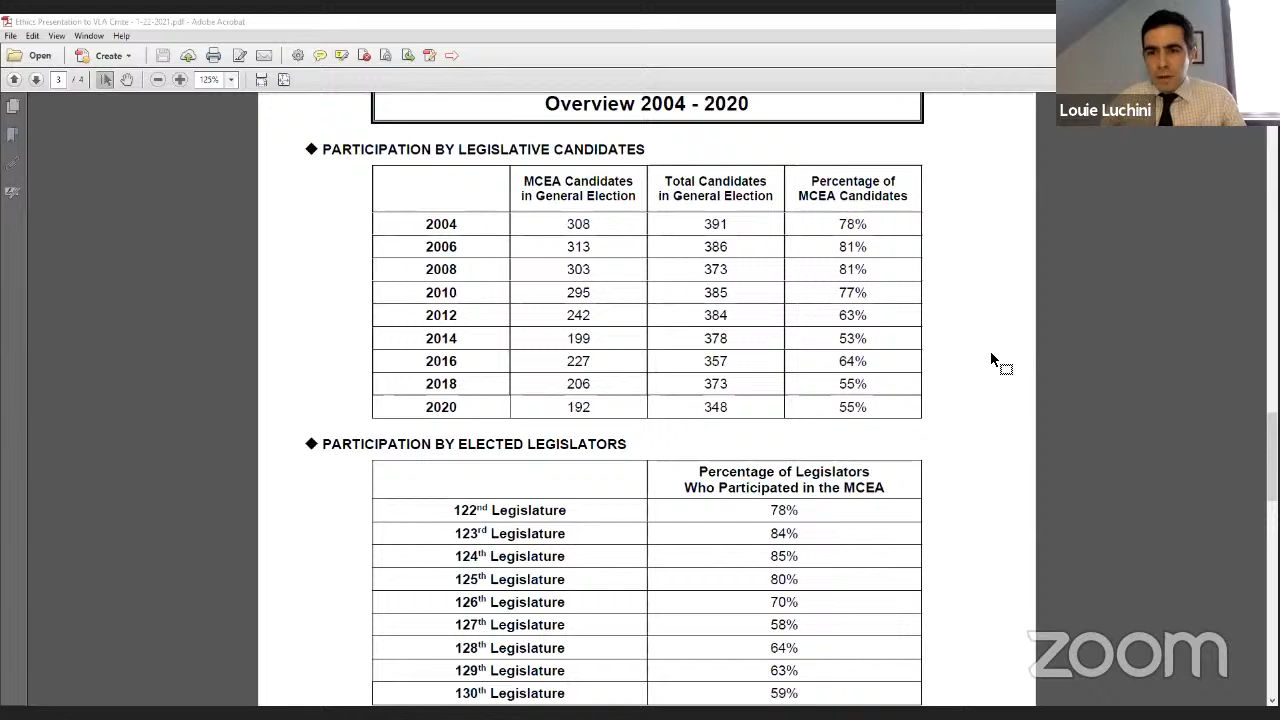 Ethics Presentation to VLA Cmte - 1-22-2021.pdf - Adobe Acrobat
File Edit View Window Help
Open Create
3 / 4 125%
Louie Luchini
Overview 2004 - 2020
◆ PARTICIPATION BY LEGISLATIVE CANDIDATES
MCEA Candidates in General Election Total Candidates in General Election Percentage of MCEA Candidates
2004 308 391 78%
2006 313 386 81%
2008 303 373 81%
2010 295 385 77%
2012 242 384 63%
2014 199 378 53%
2016 227 357 64%
2018 206 373 55%
2020 192 348 55%
◆ PARTICIPATION BY ELECTED LEGISLATORS
Percentage of Legislators
Who Participated in the MCEA
122nd Legislature 78%
123rd Legislature 84%
124th Legislature 85%
125th Legislature 80%
126th Legislature 70%
127th Legislature 58%
128th Legislature 64%
129th Legislature 63%
130th Legislature 59%
zoom